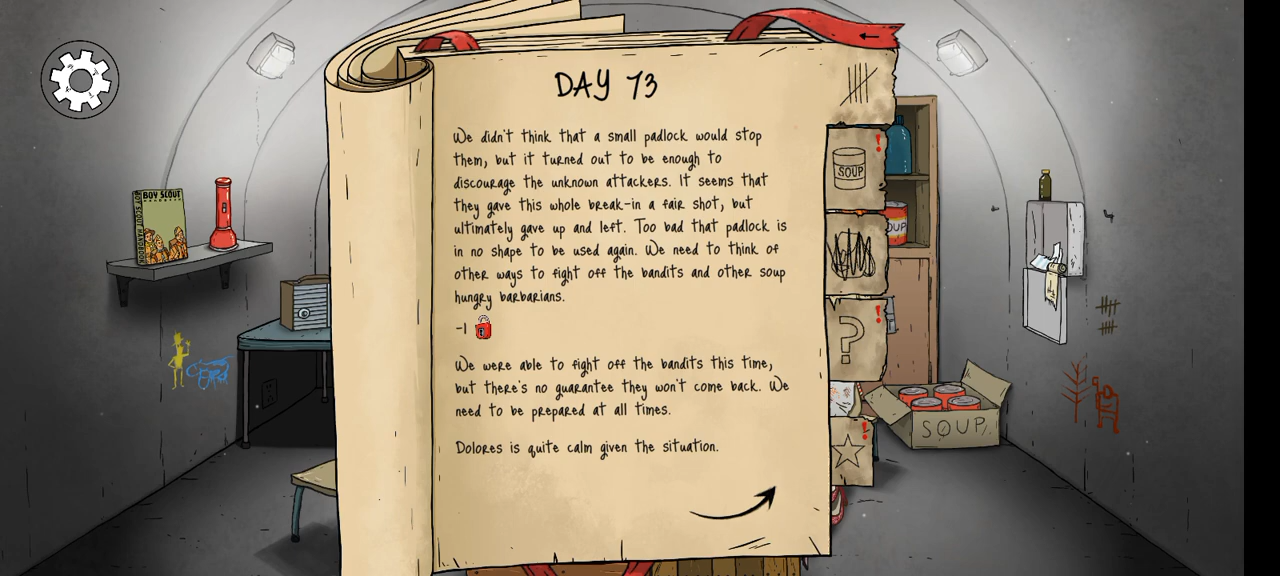 DAY 73
We didn't think that a small padlock would stop
them, but it turned out to be enough to
discourage the unknown attackers. It seems that
they gave this whole break-in a fair shot, but
ultimately gave up and left. Too bad that padlock is
in no shape to be used again. We need to think of
other ways to fight off the bandits and other soup
hungry barbarians.
-1
We were able to fight off the bandits this time,
but there's no guarantee they won't come back. We
need to be prepared at all times.
Dolores is quite calm given the situation.
BOY SCOUT
SOUP
!
?
!
!
SOUP